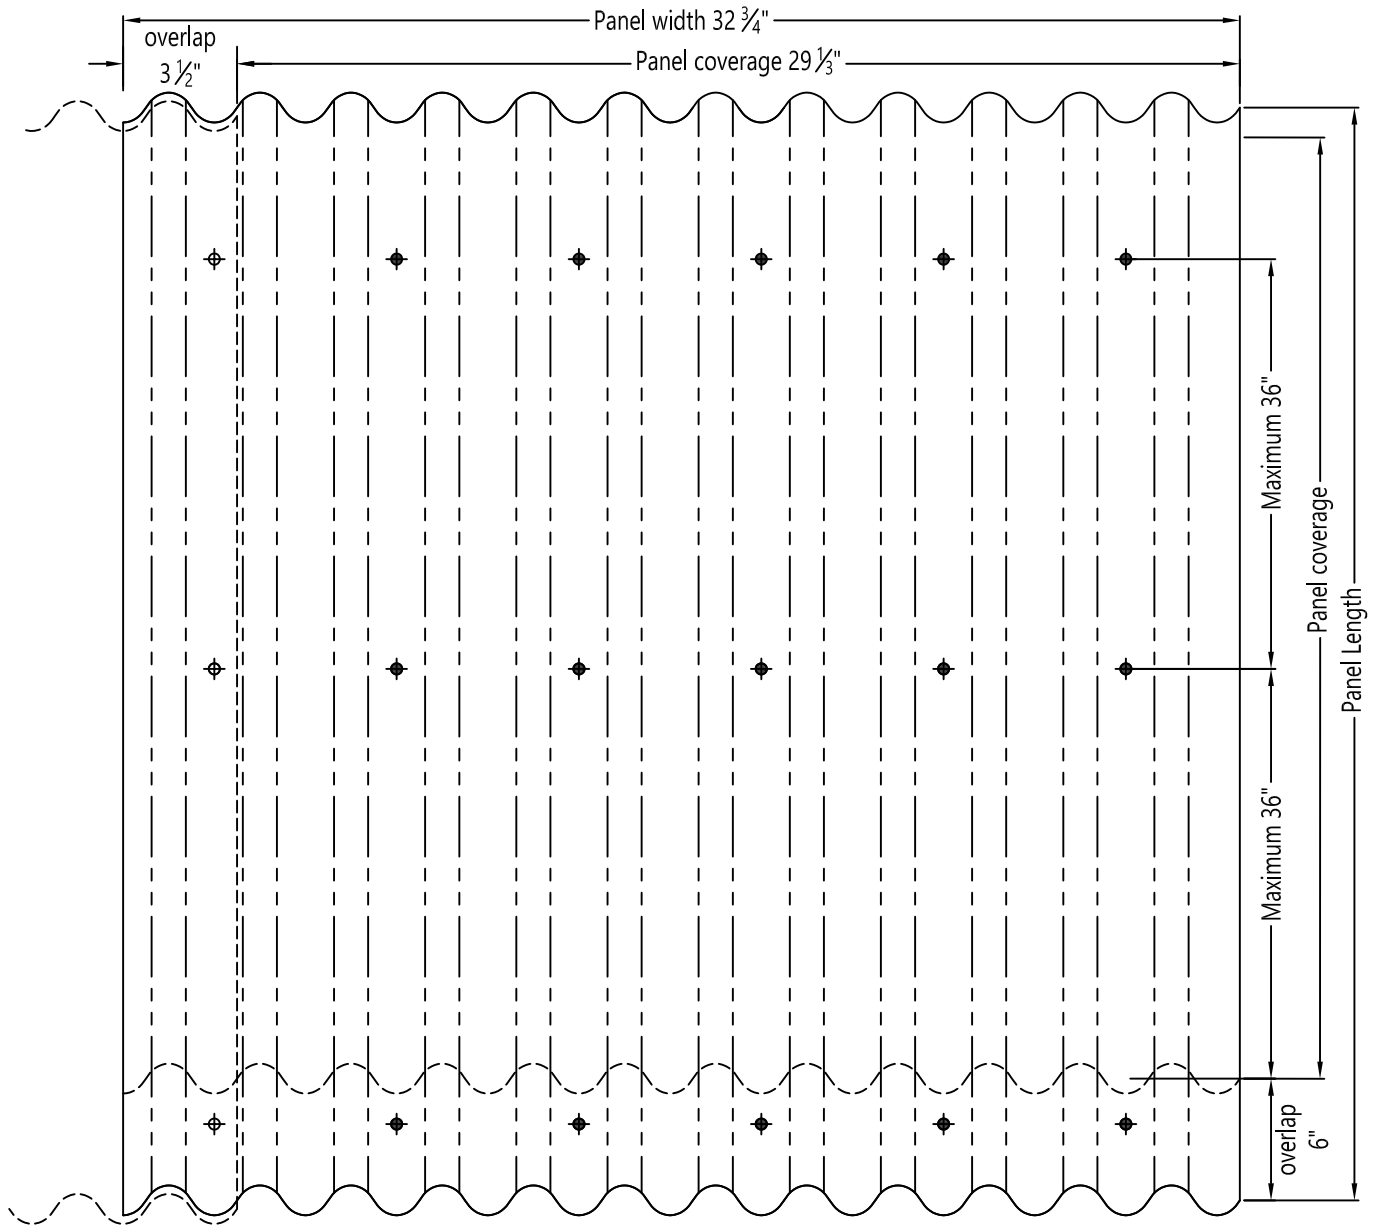 Panel width 32 ¾"
overlap
3 ½"
Panel coverage 29 ⅓"
Maximum 36"
Panel coverage
Panel Length
Maximum 36"
overlap
6"